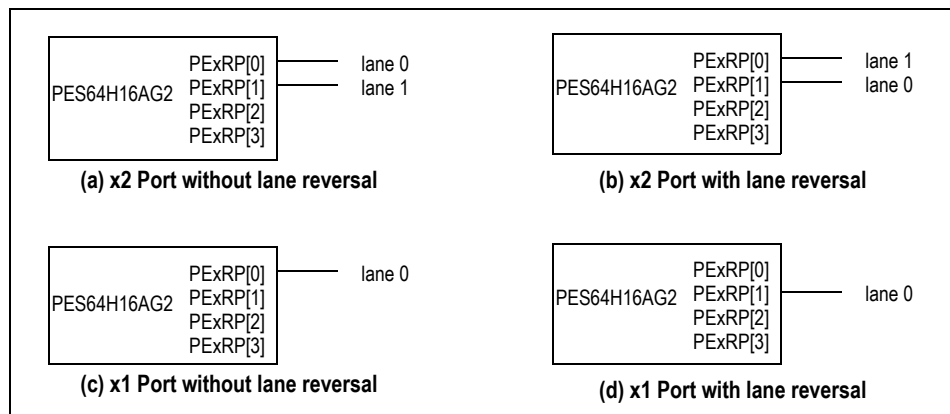 PES64H16AG2
PExRP[0]
PExRP[1]
PExRP[2]
PExRP[3]
lane 0
lane 1
(a) x2 Port without lane reversal
PES64H16AG2
PExRP[0]
PExRP[1]
PExRP[2]
PExRP[3]
lane 1
lane 0
(b) x2 Port with lane reversal
PES64H16AG2
PExRP[0]
PExRP[1]
PExRP[2]
PExRP[3]
lane 0
(c) x1 Port without lane reversal
PES64H16AG2
PExRP[0]
PExRP[1]
PExRP[2]
PExRP[3]
lane 0
(d) x1 Port with lane reversal